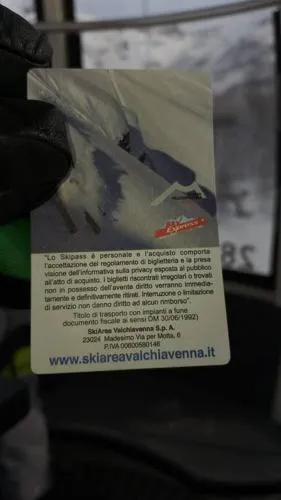 Express
28
"Lo Skipass è personale e l'acquisto comporta
l'accettazione del regolamento di biglietteria e la presa
visione dell'informativa sulla privacy esposta al pubblico
all'atto di acquisto. I biglietti riscontrati irregolari o trovati
non in possesso dell'avente diritto verranno immedia-
tamente e definitivamente ritirati. Interruzione o limitazione
di servizio non danno diritto ad alcun rimborso".
Titolo di trasporto con impianti a fune
documento fiscale ai sensi DM 30/06/1992)
SkiArea Valchiavenna S.p.A.
23024 Madesimo Via per Motta, 6
P.IVA 00600580146
www.skiareavalchiavenna.it